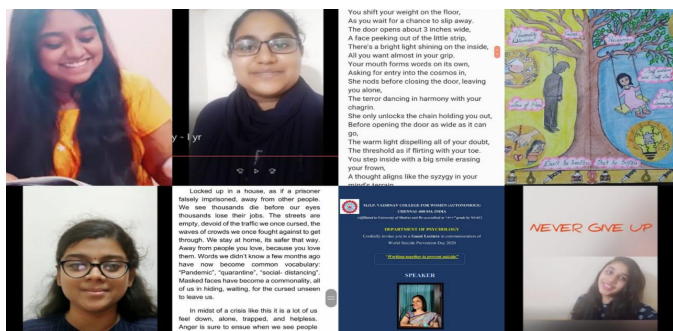 You shift your weight on the floor,
As you wait for a chance to slip away.
The door opens about 3 inches wide,
A face peeking out of the little strip,
There's a bright light shining on the inside,
All you want almost in your grip.
Your mouth forms words on its own,
Asking for entry into the cosmos in,
She nods before closing the door, leaving
you alone,
The terror dancing in harmony with your
chagrin.
She only unlocks the chain holding you out,
Before opening the door as wide as it can
go,
The warm light dispelling all of your doubt,
The threshold as if flirting with your toe.
You step inside with a big smile erasing
your frown,
A thought aligns like the syzygy in your
mind's terrain
y - I yr
Locked up in a house, as if a prisoner
falsely imprisoned, away from other people.
We see thousands die before our eyes
thousands lose their jobs. The streets are
empty, devoid of the traffic we once cursed, the
waves of crowds we once fought against to get
through. We stay at home, its safer that way.
Away from people you love, because you love
them. Words we didn't know a few months ago
have now become common vocabulary:
"Pandemic", "quarantine", "social- distancing".
Masked faces have become a commonality, all
of us in hiding, waiting, for the cursed unseen
to leave us.
In midst of a crisis like this it is a lot of us
feel down, alone, trapped, and helpless.
Anger is sure to ensue when we see people
M.O.P. VAISHNAV COLLEGE FOR WOMEN (AUTONOMOUS)
CHENNAI 600 034, INDIA
DEPARTMENT OF PSYCHOLOGY
Cordially invites you to a Guest Lecture in commemoration of
World Suicide Prevention Day 2020
"Working together to prevent suicide"
SPEAKER
NEVER GIVE UP